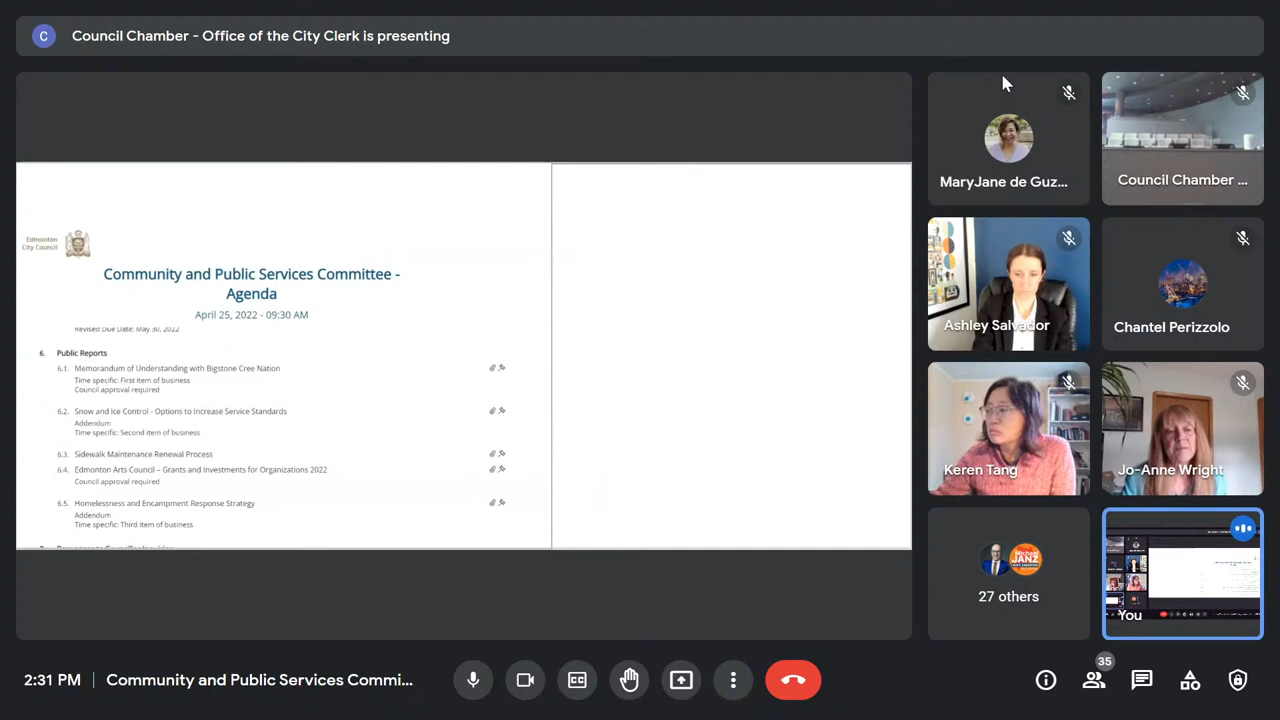 C Council Chamber - Office of the City Clerk is presenting
Edmonton
City Council
Community and Public Services Committee -
Agenda
April 25, 2022 - 09:30 AM
Revised Due Date: May 30, 2022
6. Public Reports
6.1. Memorandum of Understanding with Bigstone Cree Nation
Time specific: First item of business
Council approval required
6.2. Snow and Ice Control - Options to Increase Service Standards
Addendum
Time specific: Second item of business
6.3. Sidewalk Maintenance Renewal Process
6.4. Edmonton Arts Council – Grants and Investments for Organizations 2022
Council approval required
6.5. Homelessness and Encampment Response Strategy
Addendum
Time specific: Third item of business
MaryJane de Guz...
Council Chamber ...
Ashley Salvador
Chantel Perizzolo
Keren Tang
Jo-Anne Wright
Michael
JANZ
27 others
You
2:31 PM | Community and Public Services Commi...
35